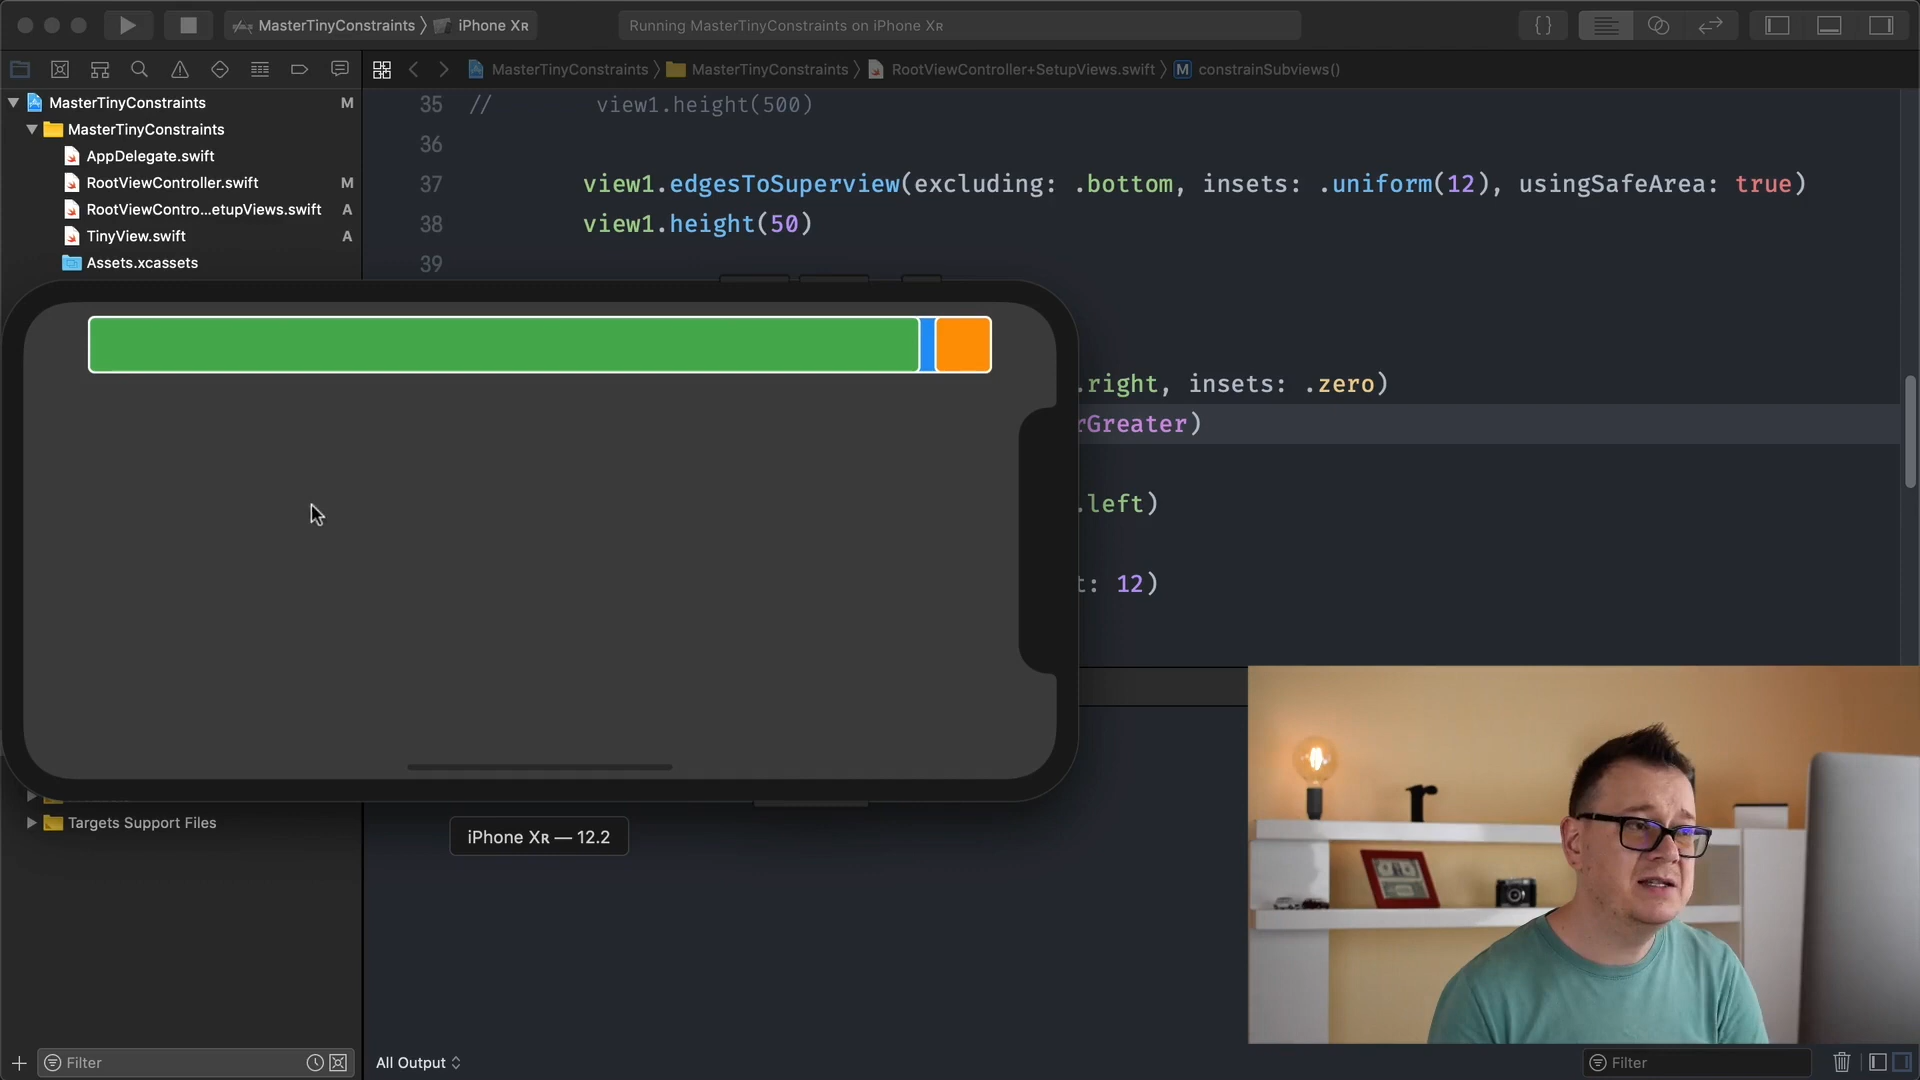 MasterTinyConstraints
iPhone XR
Running MasterTinyConstraints on iPhone XR
{ }
MasterTinyConstraints
MasterTinyConstraints
RootViewController+SetupViews.swift
M
constrainSubviews()
MasterTinyConstraints M
MasterTinyConstraints
AppDelegate.swift
RootViewController.swift M
RootViewContro...etupViews.swift A
TinyView.swift A
Assets.xcassets
35 // view1.height(500)
36
37 view1.edgesToSuperview(excluding: .bottom, insets: .uniform(12), usingSafeArea: true)
38 view1.height(50)
39
.right, insets: .zero)
rGreater)
.left)
t: 12)
Targets Support Files
iPhone XR — 12.2
Filter
All Output
Filter